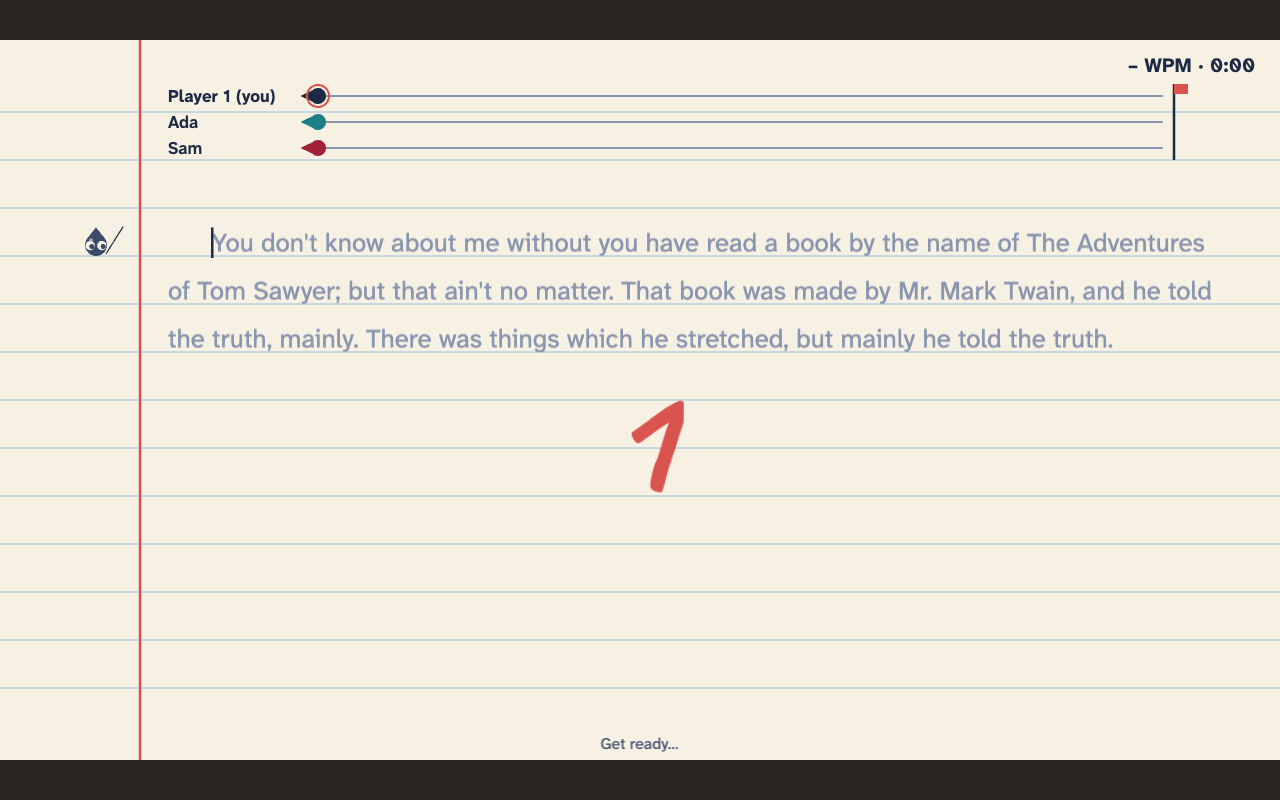 – WPM · 0:00
Player 1 (you)
Ada
Sam
You don't know about me without you have read a book by the name of The Adventures
of Tom Sawyer; but that ain't no matter. That book was made by Mr. Mark Twain, and he told
the truth, mainly. There was things which he stretched, but mainly he told the truth.
1
Get ready...